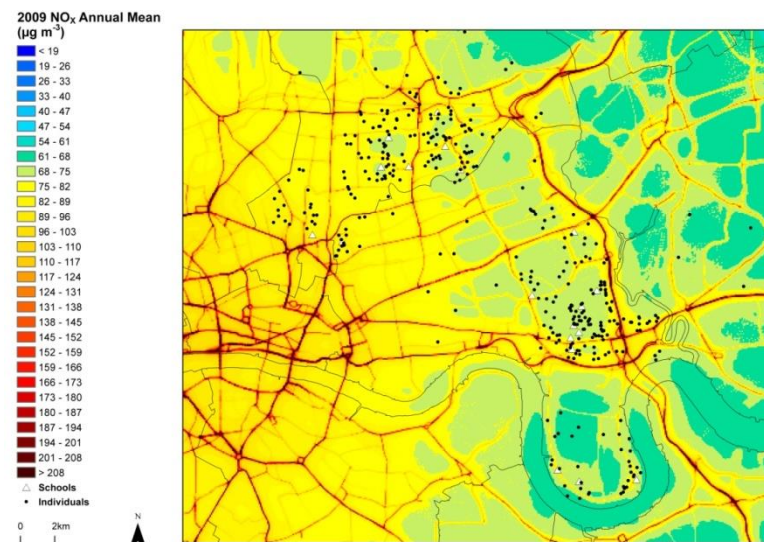 2009 NOX Annual Mean
(µg m-3)
< 19
19 - 26
26 - 33
33 - 40
40 - 47
47 - 54
54 - 61
61 - 68
68 - 75
75 - 82
82 - 89
89 - 96
96 - 103
103 - 110
110 - 117
117 - 124
124 - 131
131 - 138
138 - 145
145 - 152
152 - 159
159 - 166
166 - 173
173 - 180
180 - 187
187 - 194
194 - 201
201 - 208
> 208
Schools
Individuals
0 2km
N